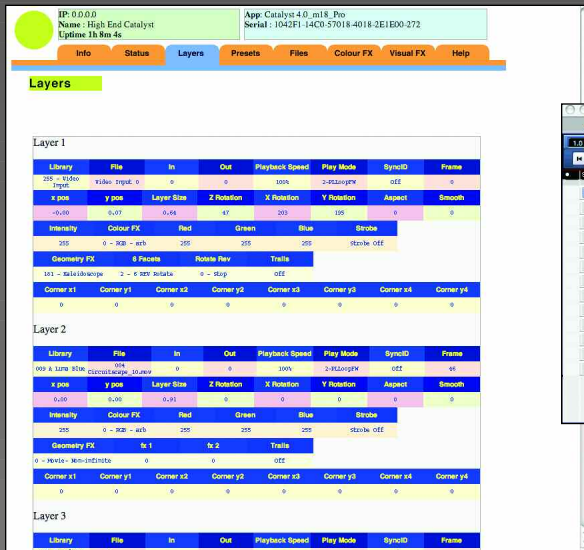 IP: 0.0.0.0
Name : High End Catalyst
Uptime 1h 8m 4s
App: Catalyst 4.0_m18_Pro
Serial : 1042F1-14C0-57018-4018-2E1E00-272
Info Status Layers Presets Files Colour FX Visual FX Help
Layers
Layer 1
Library File In Out Playback Speed Play Mode SyncID Frame
255 - Video Input Video Input 0 0 0 100% 2-PLLoopFW Off 0
x pos y pos Layer Size Z Rotation X Rotation Y Rotation Aspect Smooth
-0.00 0.07 0.64 47 203 195 0 0
Intensity Colour FX Red Green Blue Strobe
255 0 - RGB - arb 255 255 255 Strobe Off
Geometry FX 6 Facets Rotate Rev Trails
181 - Kaleidoscope 2 - 6 REV Rotate 0 - Stop Off
Corner x1 Corner y1 Corner x2 Corner y2 Corner x3 Corner y3 Corner x4 Corner y4
0 0 0 0 0 0 0 0
Layer 2
Library File In Out Playback Speed Play Mode SyncID Frame
009 A Luna Blue 004 Circuitscape_10.mov 0 0 100% 2-PLLoopFW Off 46
x pos y pos Layer Size Z Rotation X Rotation Y Rotation Aspect Smooth
0.00 0.00 0.91 0 0 0 0 0
Intensity Colour FX Red Green Blue Strobe
255 0 - RGB - arb 255 255 255 Strobe Off
Geometry FX fx 1 fx 2 Trails
0 - Movie- Non-infinite 0 0 Off
Corner x1 Corner y1 Corner x2 Corner y2 Corner x3 Corner y3 Corner x4 Corner y4
0 0 0 0 0 0 0 0
Layer 3
Library File In Out Playback Speed Play Mode SyncID Frame
1.0